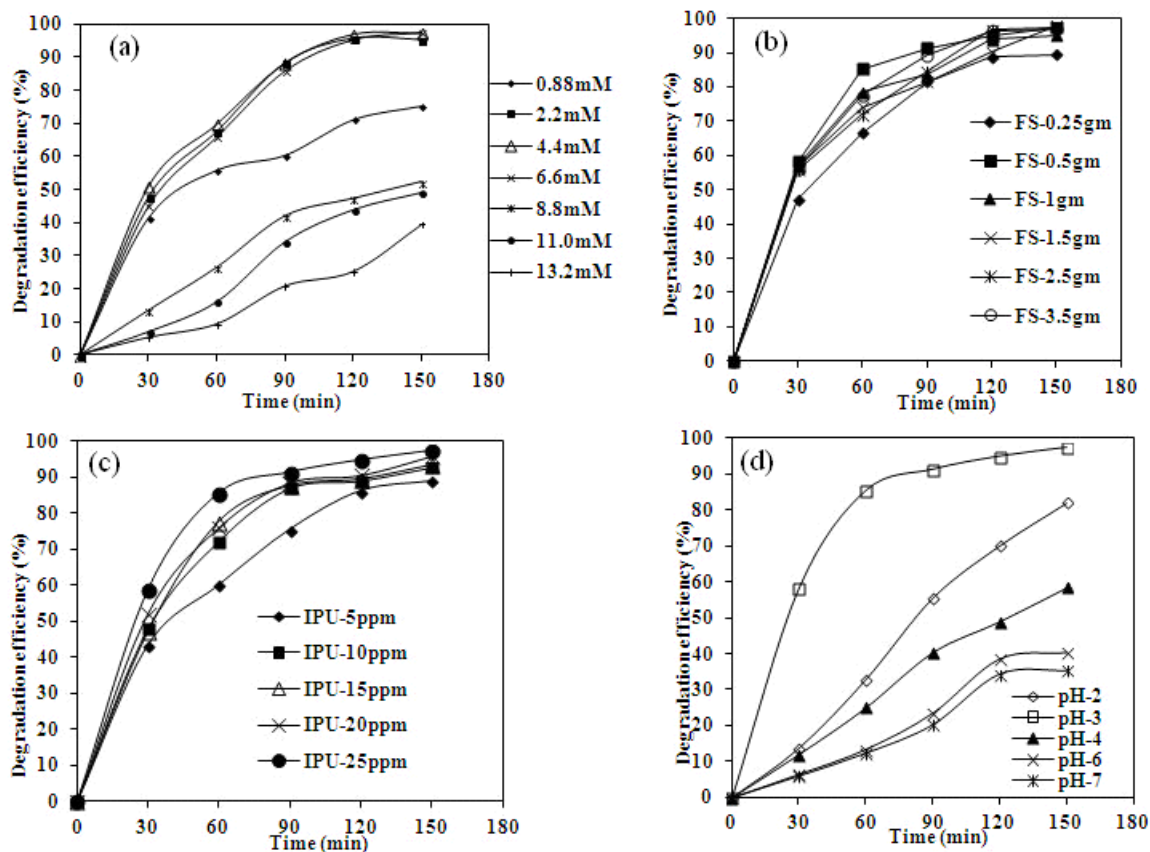 (a)
Degradation efficiency (%)
100
90
80
70
60
50
40
30
20
10
0
0 30 60 90 120 150 180
Time (min)
0.88mM
2.2mM
4.4mM
6.6mM
8.8mM
11.0mM
13.2mM
(b)
Degradation efficiency (%)
100
90
80
70
60
50
40
30
20
10
0
0 30 60 90 120 150 180
Time (min)
FS-0.25gm
FS-0.5gm
FS-1gm
FS-1.5gm
FS-2.5gm
FS-3.5gm
(c)
Degradation efficiency (%)
100
90
80
70
60
50
40
30
20
10
0
0 30 60 90 120 150 180
Time (min)
IPU-5ppm
IPU-10ppm
IPU-15ppm
IPU-20ppm
IPU-25ppm
(d)
Degradation efficiency (%)
100
90
80
70
60
50
40
30
20
10
0
0 30 60 90 120 150 180
Time (min)
pH-2
pH-3
pH-4
pH-6
pH-7